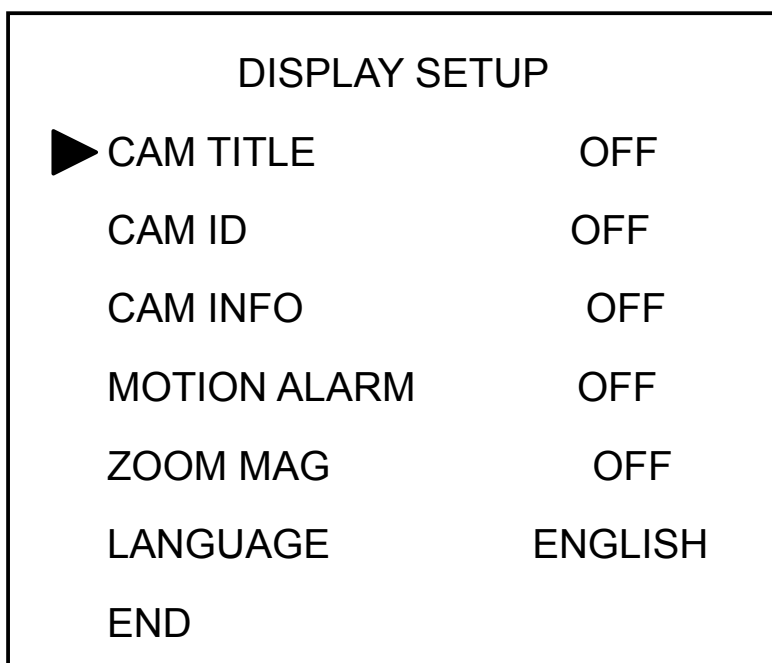 DISPLAY SETUP
CAM TITLE OFF
CAM ID OFF
CAM INFO OFF
MOTION ALARM OFF
ZOOM MAG OFF
LANGUAGE ENGLISH
END